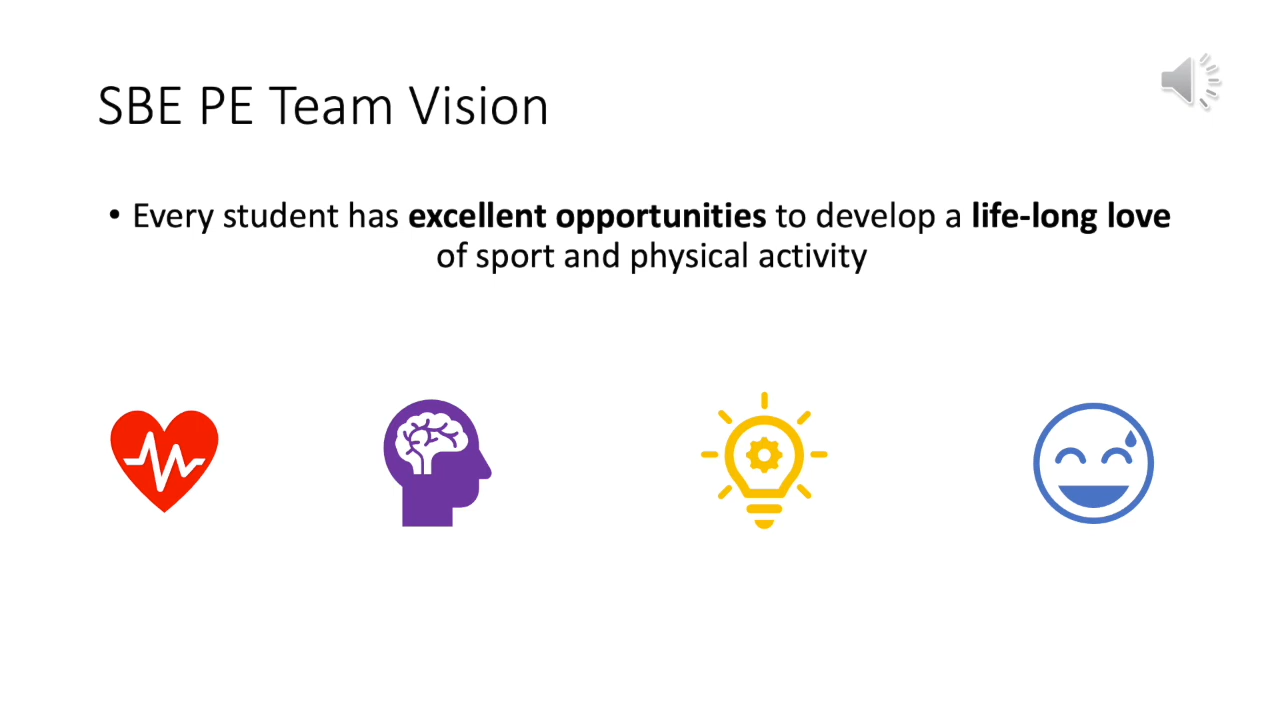 SBE PE Team Vision
• Every student has excellent opportunities to develop a life-long love
of sport and physical activity